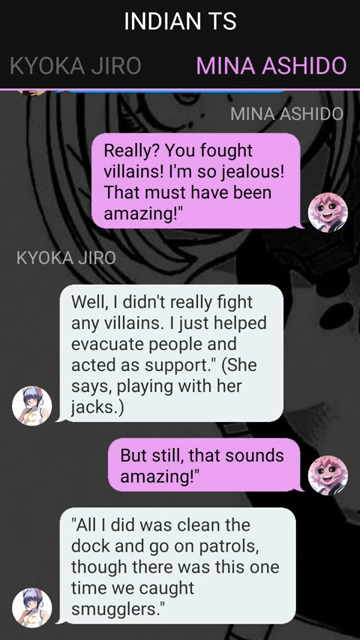 INDIAN TS
KYOKA JIRO
MINA ASHIDO
MINA ASHIDO
Really? You fought
villains! I'm so jealous!
That must have been
amazing!"
KYOKA JIRO
Well, I didn't really fight
any villains. I just helped
evacuate people and
acted as support." (She
says, playing with her
jacks.)
But still, that sounds
amazing!"
"All I did was clean the
dock and go on patrols,
though there was this one
time we caught
smugglers."